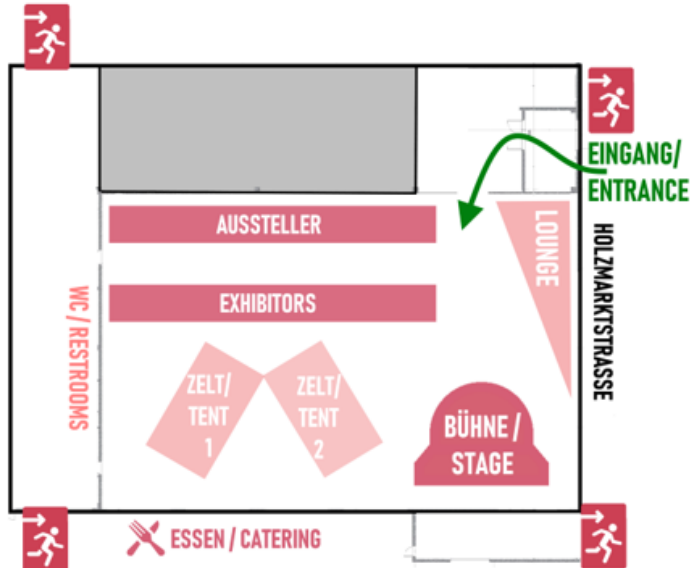 EINGANG/
ENTRANCE
AUSSTELLER
LOUNGE
HOLZMARKTSTRASSE
EXHIBITORS
WC / RESTROOMS
ZELT/
TENT
1
ZELT/
TENT
2
BÜHNE /
STAGE
ESSEN / CATERING